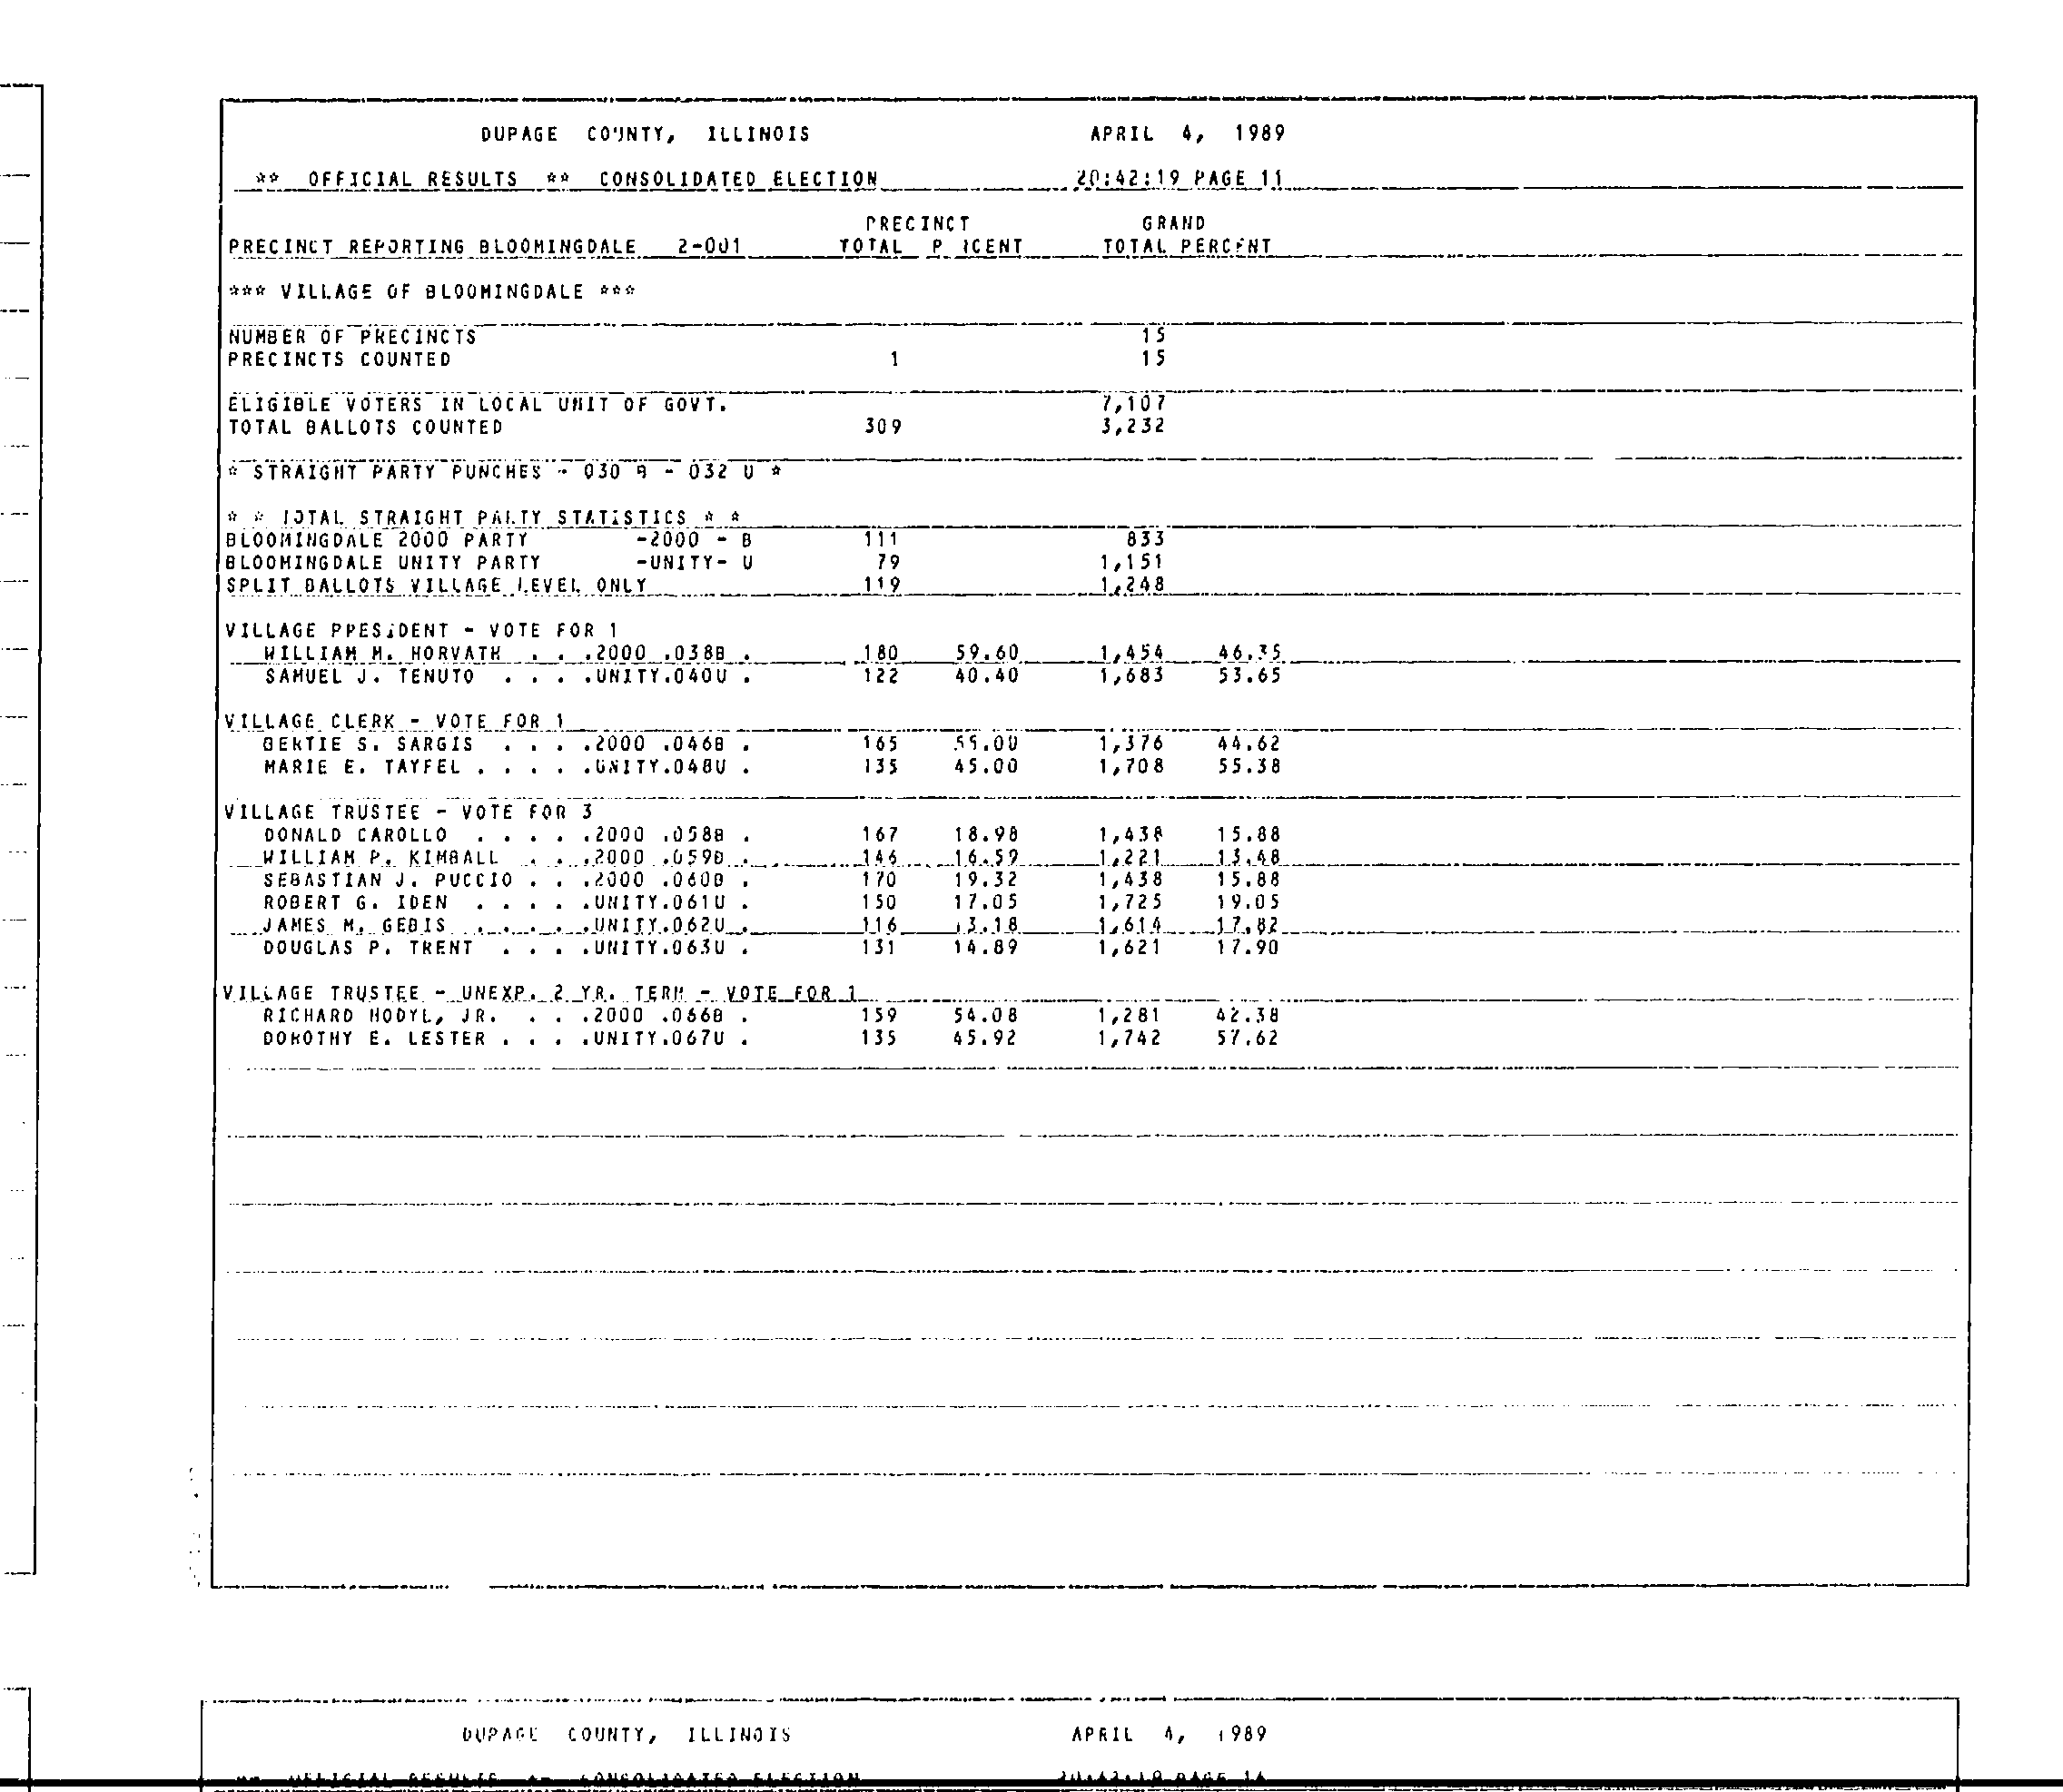 DUPAGE COUNTY, ILLINOIS APRIL 4, 1989
** OFFICIAL RESULTS ** CONSOLIDATED ELECTION 20:42:19 PAGE 11
PRECINCT GRAND
PRECINCT REPORTING BLOOMINGDALE 2-001 TOTAL TOTAL PERCENT
*** VILLAGE OF BLOOMINGDALE ***
NUMBER OF PRECINCTS 15
PRECINCTS COUNTED 1 15
ELIGIBLE VOTERS IN LOCAL UNIT OF GOVT. 7,107
TOTAL BALLOTS COUNTED 309 3,232
* STRAIGHT PARTY PUNCHES - 030 B - 032 U *
* * TOTAL STRAIGHT PARTY STATISTICS * *
BLOOMINGDALE 2000 PARTY -2000 - B 111 833
BLOOMINGDALE UNITY PARTY -UNITY- U 79 1,151
SPLIT BALLOTS VILLAGE LEVEL ONLY 119 1,248
VILLAGE PRESIDENT - VOTE FOR 1
WILLIAM M. HORVATH . . .2000 .038B . 180 59.60 1,454 46.35
SAMUEL J. TENUTO . . . .UNITY.040U . 122 40.40 1,683 53.65
VILLAGE CLERK - VOTE FOR 1
BERTIE S. SARGIS . . . .2000 .046B . 165 55.00 1,376 44.62
MARIE E. TAYFEL . . . . .UNITY.048U . 135 45.00 1,708 55.38
VILLAGE TRUSTEE - VOTE FOR 3
DONALD CAROLLO . . . . .2000 .058B . 167 18.98 1,438 15.88
WILLIAM P. KIMBALL . . .2000 .059B . 146 16.59 1,221 13.48
SEBASTIAN J. PUCCIO . . .2000 .060B . 170 19.32 1,438 15.88
ROBERT G. IDEN . . . . .UNITY.061U . 150 17.05 1,725 19.05
JAMES M. GEBIS . . . . .UNITY.062U . 116 13.18 1,614 17.82
DOUGLAS P. TRENT . . . .UNITY.063U . 131 14.89 1,621 17.90
VILLAGE TRUSTEE - UNEXP. 2 YR. TERM - VOTE FOR 1
RICHARD HODYL, JR. . . .2000 .066B . 159 54.08 1,281 42.38
DOROTHY E. LESTER . . . .UNITY.067U . 135 45.92 1,742 57.62
DUPAGE COUNTY, ILLINOIS APRIL 4, 1989
OFFICIAL RESULTS CONSOLIDATED ELECTION